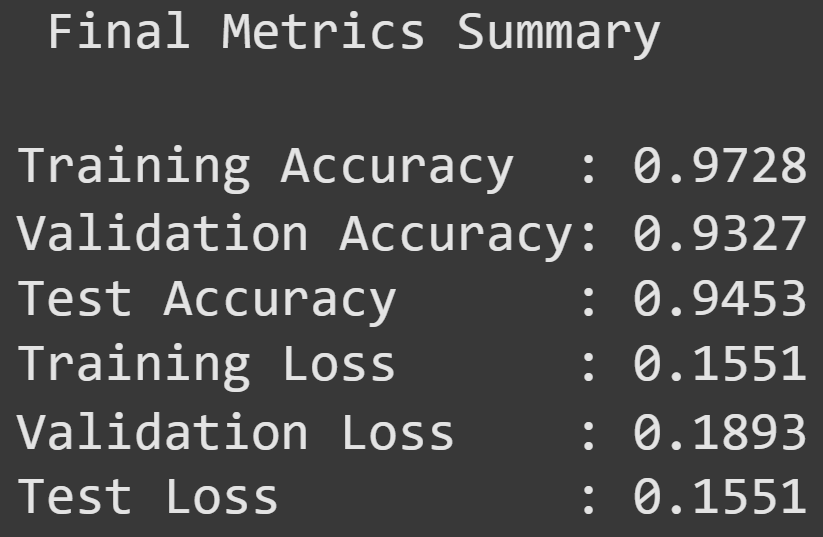 Final Metrics Summary
Training Accuracy  : 0.9728
Validation Accuracy: 0.9327
Test Accuracy      : 0.9453
Training Loss      : 0.1551
Validation Loss    : 0.1893
Test Loss          : 0.1551